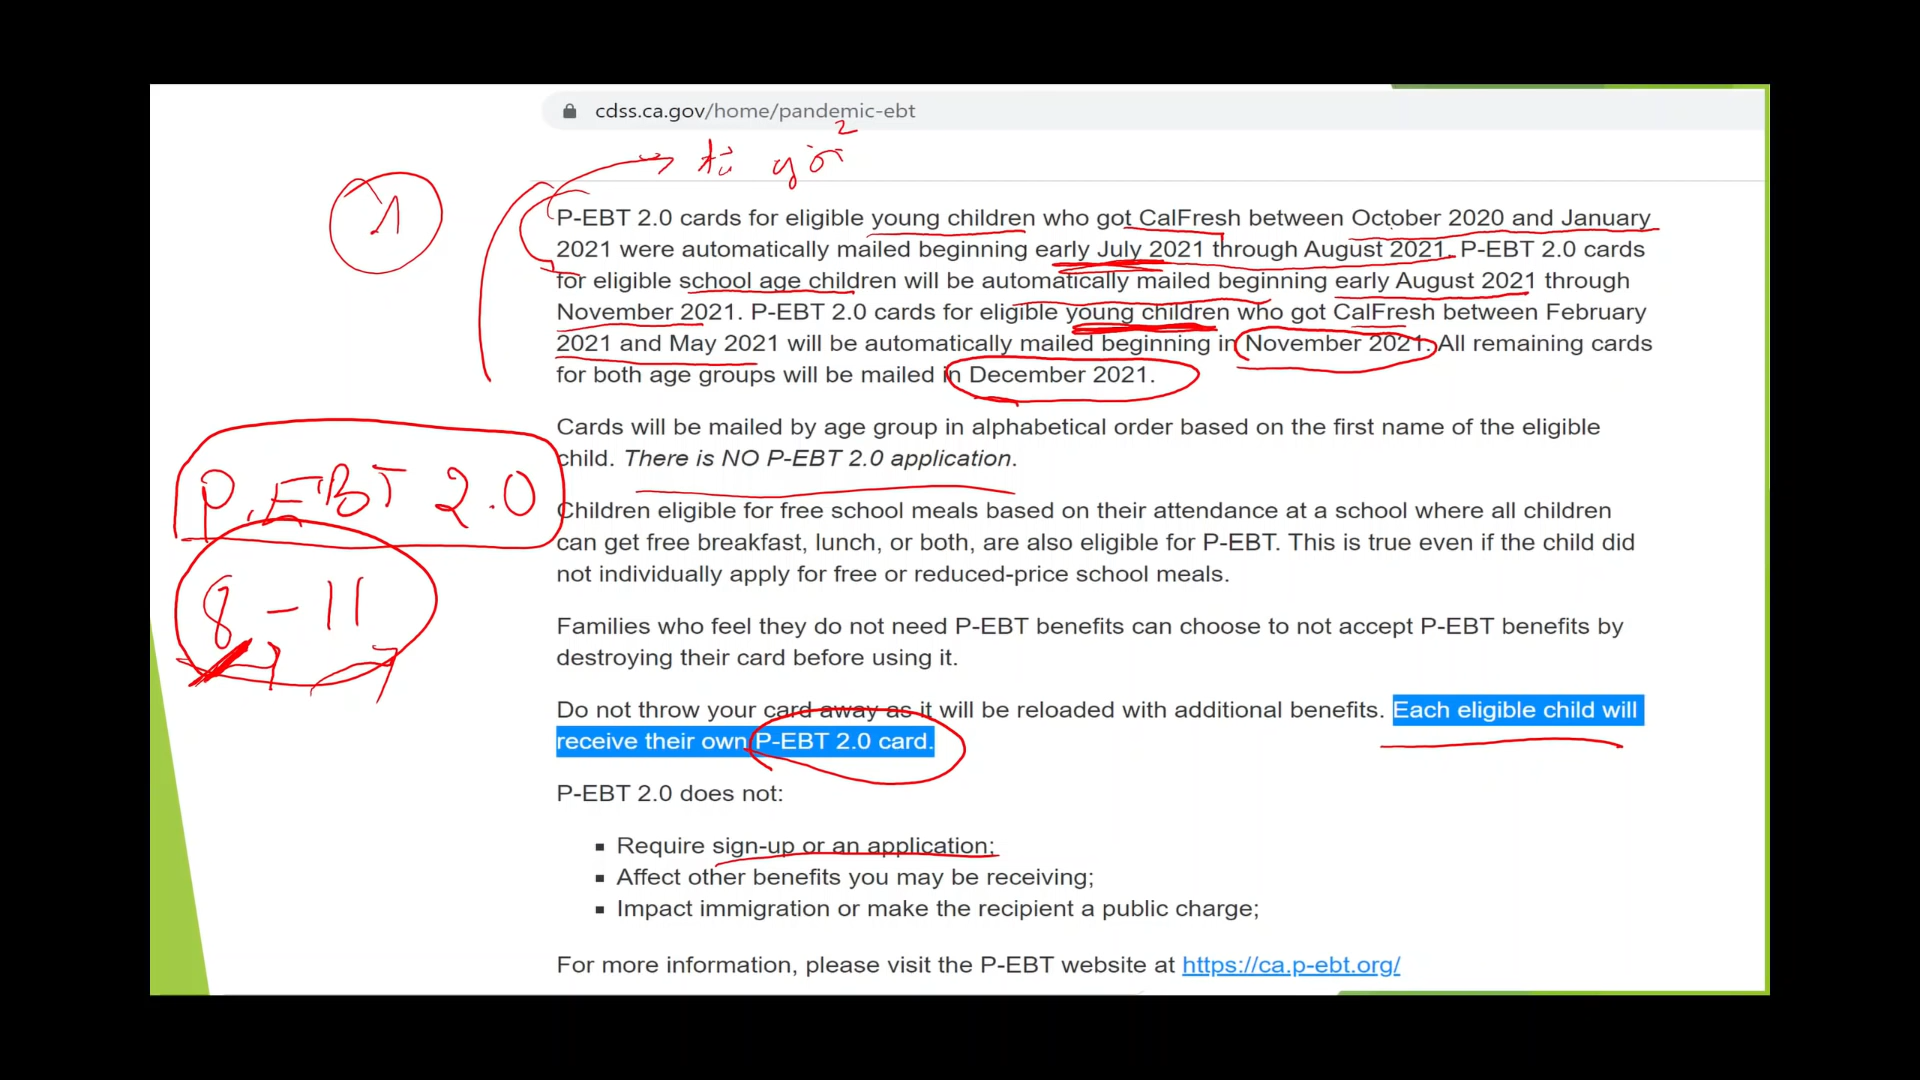 cdss.ca.gov/home/pandemic-ebt
từ
1
P-EBT 2.0 cards for eligible young children who got CalFresh between October 2020 and January
2021 were automatically mailed beginning early July 2021 through August 2021. P-EBT 2.0 cards
for eligible school age children will be automatically mailed beginning early August 2021 through
November 2021. P-EBT 2.0 cards for eligible young children who got CalFresh between February
2021 and May 2021 will be automatically mailed beginning in November 2021. All remaining cards
for both age groups will be mailed in December 2021.
Cards will be mailed by age group in alphabetical order based on the first name of the eligible
child. There is NO P-EBT 2.0 application.
P.EBT 2.0
8 - 11
Children eligible for free school meals based on their attendance at a school where all children
can get free breakfast, lunch, or both, are also eligible for P-EBT. This is true even if the child did
not individually apply for free or reduced-price school meals.
Families who feel they do not need P-EBT benefits can choose to not accept P-EBT benefits by
destroying their card before using it.
Do not throw your card away as it will be reloaded with additional benefits. Each eligible child will
receive their own P-EBT 2.0 card.
P-EBT 2.0 does not:
▪ Require sign-up or an application;
▪ Affect other benefits you may be receiving;
▪ Impact immigration or make the recipient a public charge;
For more information, please visit the P-EBT website at https://ca.p-ebt.org/